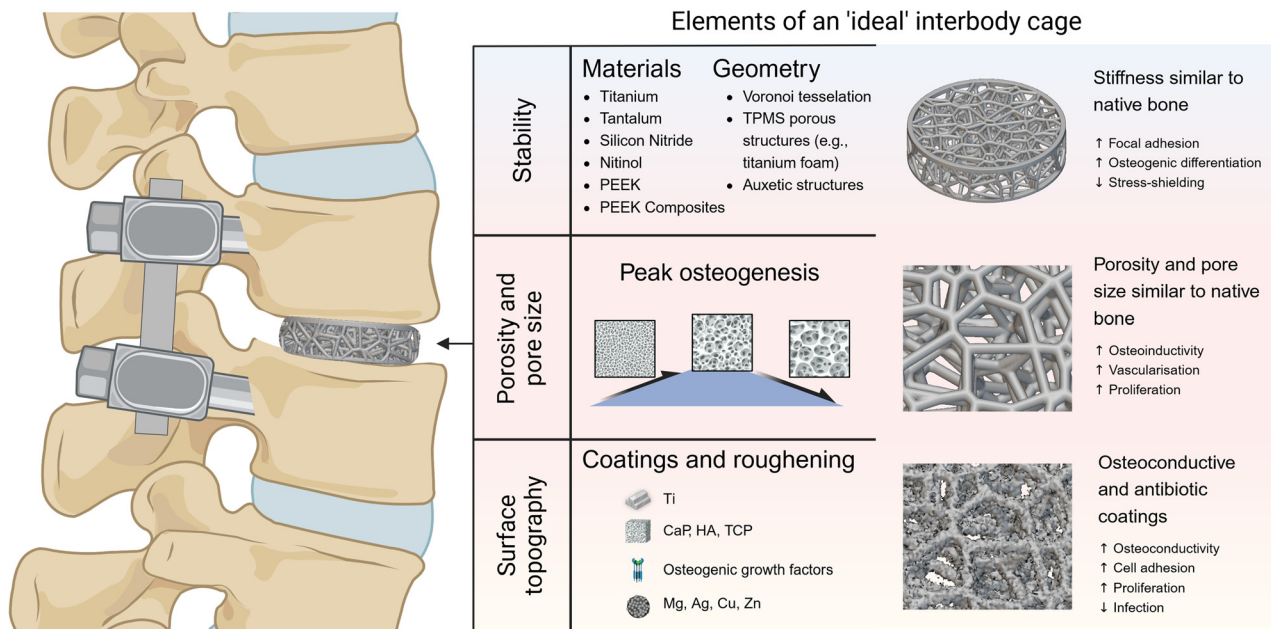 Elements of an 'ideal' interbody cage
Stability
Materials
• Titanium
• Tantalum
• Silicon Nitride
• Nitinol
• PEEK
• PEEK Composites
Geometry
• Voronoi tesselation
• TPMS porous
structures (e.g.,
titanium foam)
• Auxetic structures
Stiffness similar to
native bone
↑ Focal adhesion
↑ Osteogenic differentiation
↓ Stress-shielding
Porosity and
pore size
Peak osteogenesis
Porosity and pore
size similar to native
bone
↑ Osteoinductivity
↑ Vascularisation
↑ Proliferation
Surface
topography
Coatings and roughening
Ti
CaP, HA, TCP
Osteogenic growth factors
Mg, Ag, Cu, Zn
Osteoconductive
and antibiotic
coatings
↑ Osteoconductivity
↑ Cell adhesion
↑ Proliferation
↓ Infection